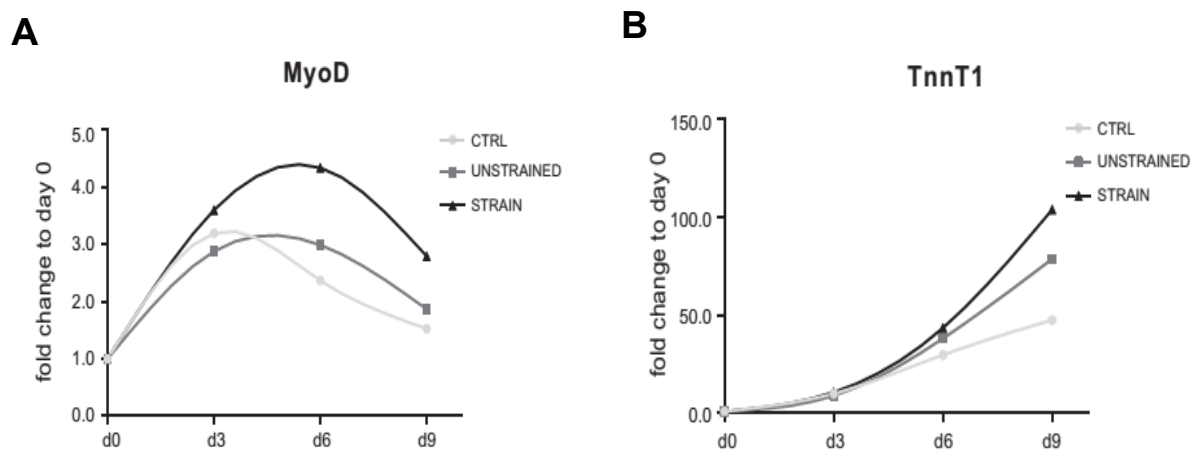 A
MyoD
fold change to day 0
5.0
4.0
3.0
2.0
1.0
0.0
d0 d3 d6 d9
CTRL
UNSTRAINED
STRAIN
B
TnnT1
fold change to day 0
150.0
100.0
50.0
0.0
d0 d3 d6 d9
CTRL
UNSTRAINED
STRAIN